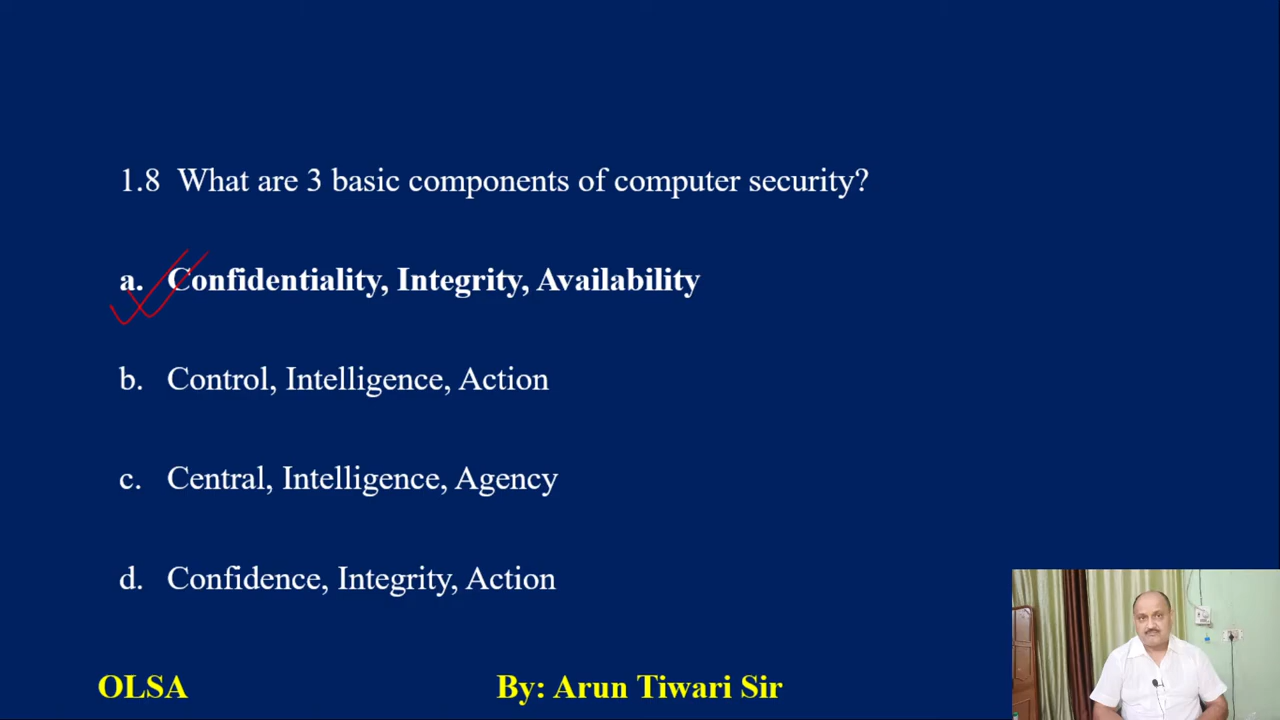 1.8 What are 3 basic components of computer security?
a. Confidentiality, Integrity, Availability
b. Control, Intelligence, Action
c. Central, Intelligence, Agency
d. Confidence, Integrity, Action
OLSA By: Arun Tiwari Sir